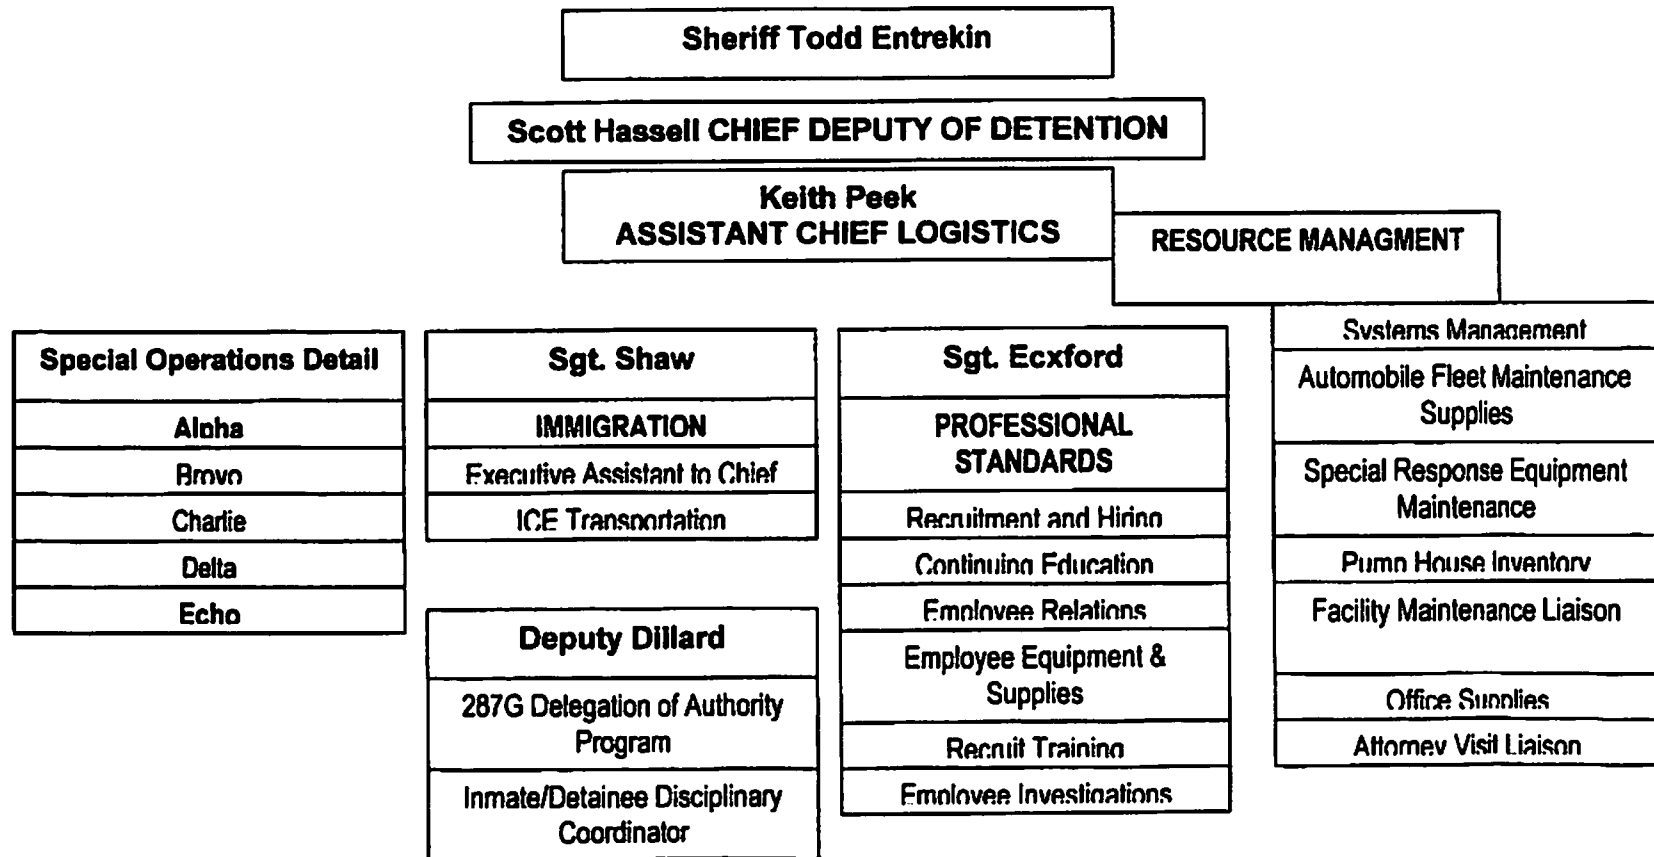 Sheriff Todd Entrekin
Scott Hassell CHIEF DEPUTY OF DETENTION
Keith Peek
ASSISTANT CHIEF LOGISTICS
RESOURCE MANAGMENT
Special Operations Detail
Alpha
Brovo
Charlie
Delta
Echo
Sgt. Shaw
IMMIGRATION
Executive Assistant to Chief
ICE Transportation
Deputy Dillard
287G Delegation of Authority
Program
Inmate/Detainee Disciplinary
Coordinator
Sgt. Ecxford
PROFESSIONAL
STANDARDS
Recruitment and Hiring
Continuing Education
Employee Relations
Employee Equipment &
Supplies
Recruit Training
Employee Investigations
Systems Management
Automobile Fleet Maintenance
Supplies
Special Response Equipment
Maintenance
Pump House Inventory
Facility Maintenance Liaison
Office Supplies
Attorney Visit Liaison